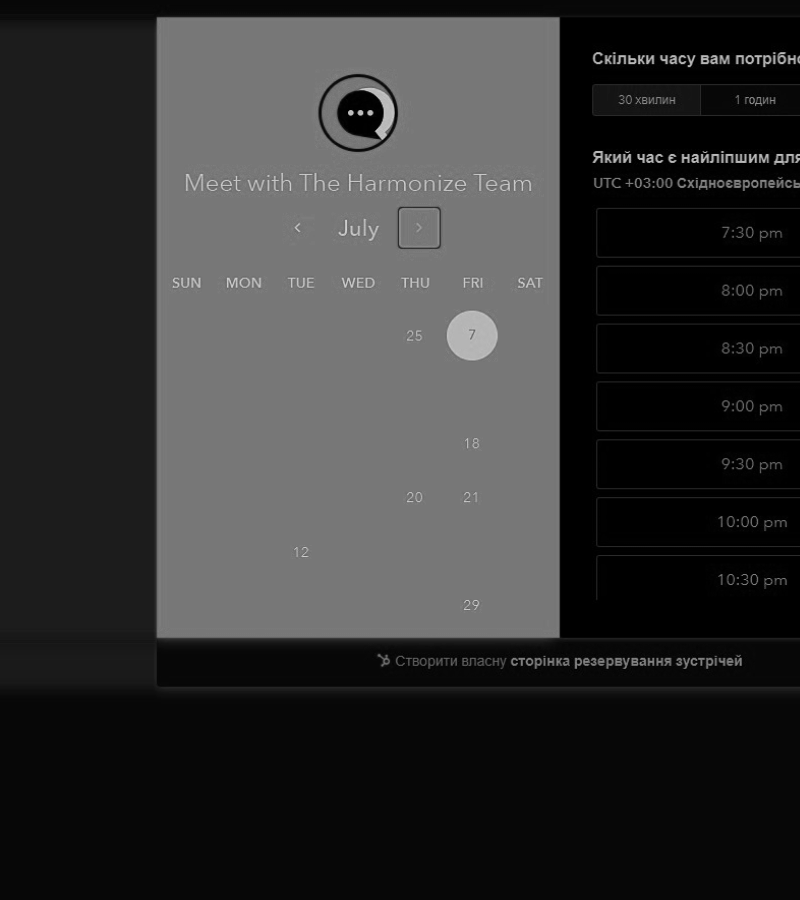 Meet with The Harmonize Team
July
SUN MON TUE WED THU FRI SAT
25 7
18
20 21
12
29
Скільки часу вам потрібно
30 хвилин 1 годин
Який час є найліпшим для
UTC +03:00 Східноєвропейсь
7:30 pm
8:00 pm
8:30 pm
9:00 pm
9:30 pm
10:00 pm
10:30 pm
Створити власну сторінка резервування зустрічей